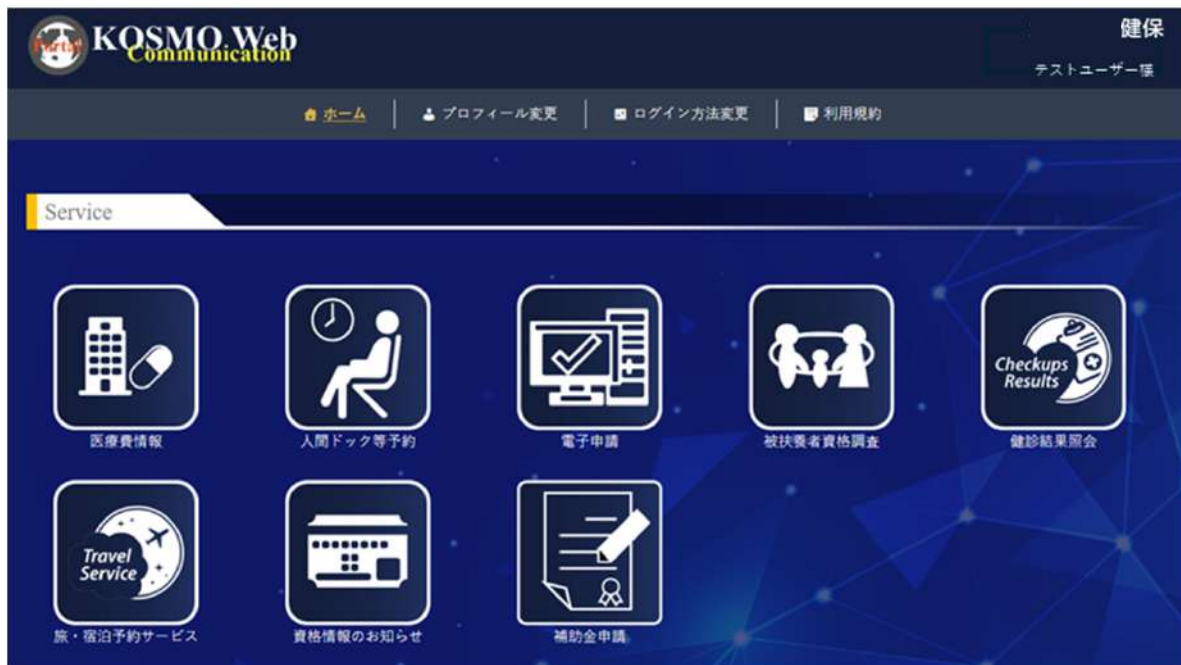 Portal
KOSMO Web
Communication
健保
テストユーザー様
ホーム
プロフィール変更
ログイン方法変更
利用規約
Service
Checkups
Results
医療費情報
人間ドック等予約
電子申請
被扶養者資格調査
健診結果照会
Travel
Service
旅・宿泊予約サービス
資格情報のお知らせ
補助金申請